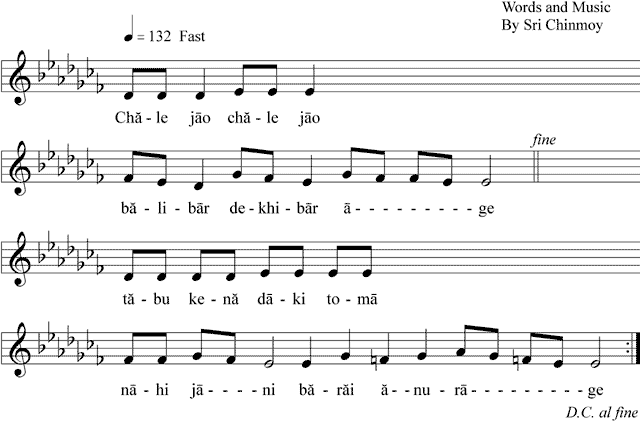 Words and Music
By Sri Chinmoy
= 132 Fast
Chă - le jāo chă - le jāo
fine
bă - li - bār de - khi - bār ā - - - - - - - - ge
tă - bu ke - nă dā - ki to - mā
nā - hi jā - - - - ni bă - răi ă - nu - rā - - - - - - - - - ge
D.C. al fine